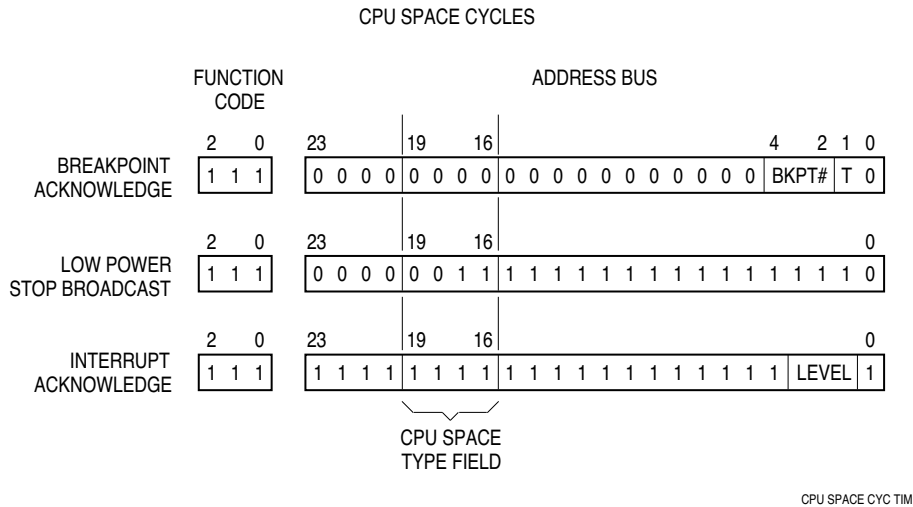 CPU SPACE CYCLES
FUNCTION
CODE
ADDRESS BUS
2 0 23 19 16 4 2 1 0
BREAKPOINT
ACKNOWLEDGE
1 1 1 0 0 0 0 0 0 0 0 0 0 0 0 0 0 0 0 0 0 0 BKPT# T 0
2 0 23 19 16 0
LOW POWER
STOP BROADCAST
1 1 1 0 0 0 0 0 0 1 1 1 1 1 1 1 1 1 1 1 1 1 1 1 1 1 0
2 0 23 19 16 0
INTERRUPT
ACKNOWLEDGE
1 1 1 1 1 1 1 1 1 1 1 1 1 1 1 1 1 1 1 1 1 1 1 LEVEL 1
CPU SPACE
TYPE FIELD
CPU SPACE CYC TIM